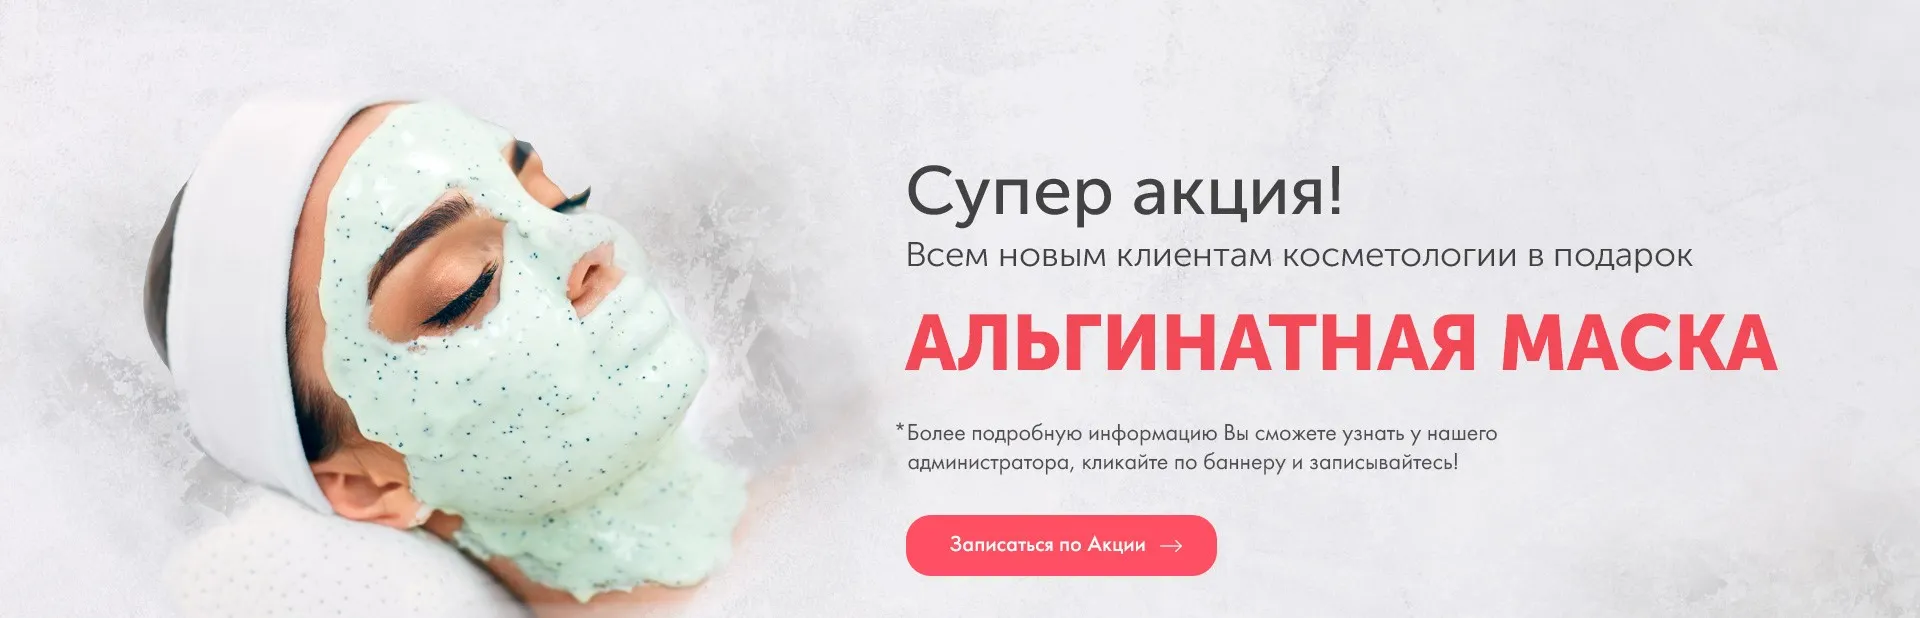 Супер акция!
Всем новым клиентам косметологии в подарок
АЛЬГИНАТНАЯ МАСКА
*Более подробную информацию Вы сможете узнать у нашего
администратора, кликайте по баннеру и записывайтесь!
Записаться по Акции →